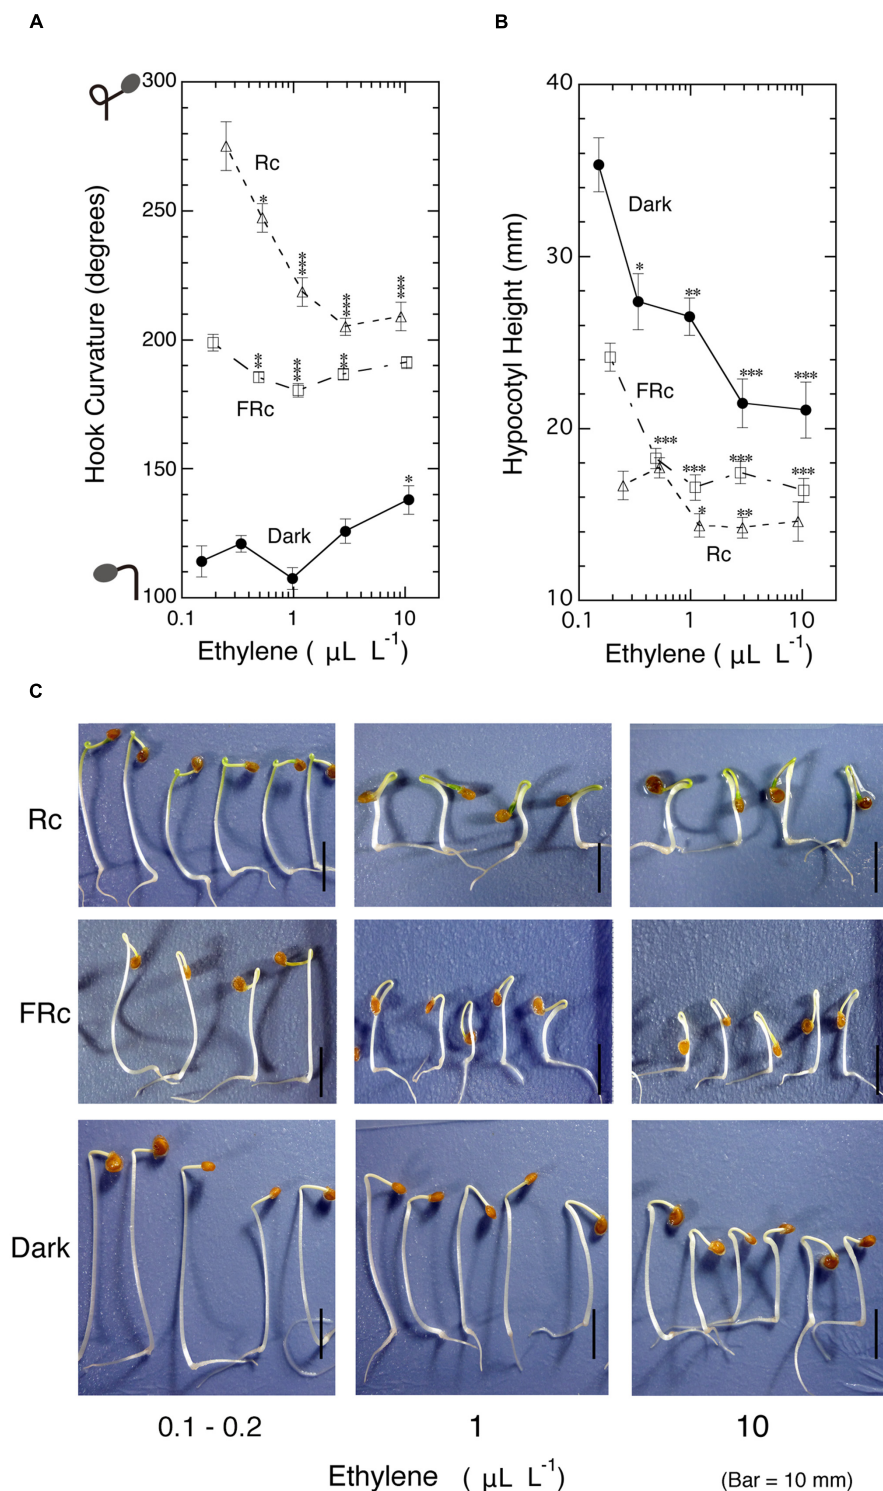 A
300
250
200
150
100
Hook Curvature (degrees)
Rc
*
***
***
***
**
***
**
FRc
Dark
*
0.1
1
10
Ethylene ( μL L-1)
B
40
30
20
10
Hypocotyl Height (mm)
Dark
*
**
***
***
FRc
***
***
***
***
*
**
Rc
0.1
1
10
Ethylene ( μL L-1)
C
Rc
FRc
Dark
0.1 - 0.2
1
10
Ethylene ( μL L-1)
(Bar = 10 mm)